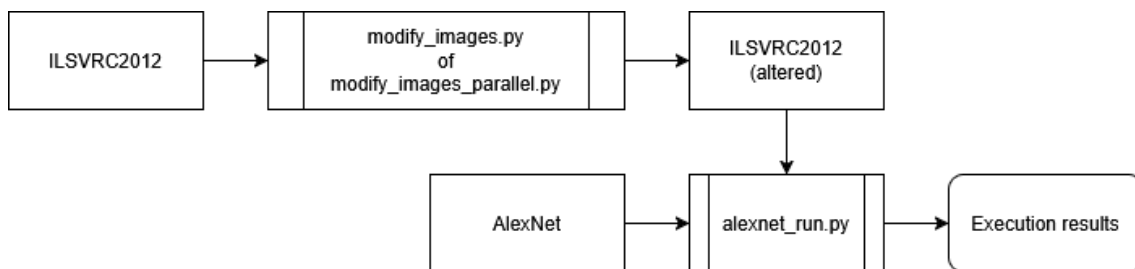 ILSVRC2012
modify_images.py
of
modify_images_parallel.py
ILSVRC2012
(altered)
AlexNet
alexnet_run.py
Execution results